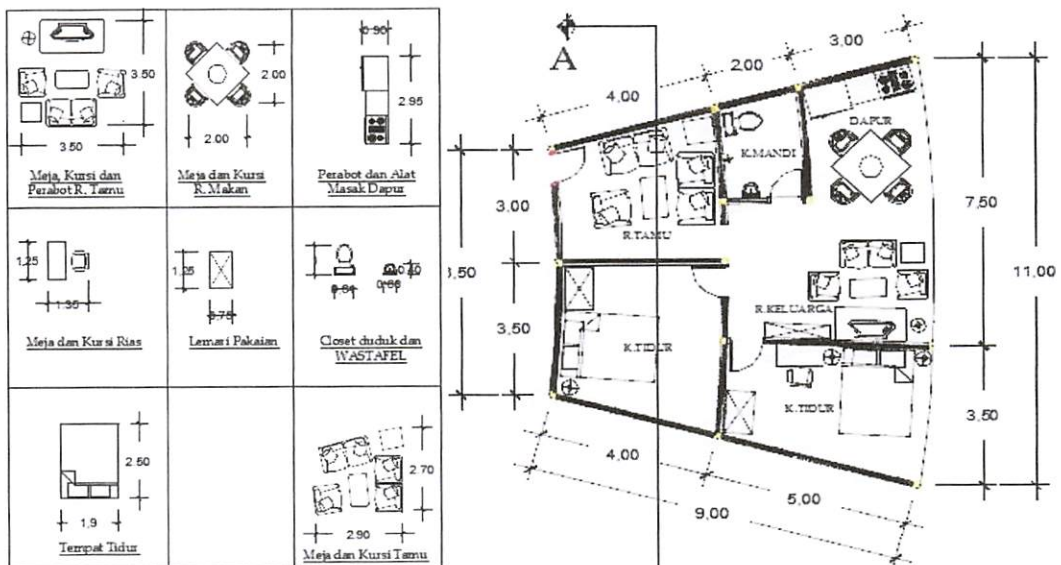 3.50
3.50
Meja, Kursi dan
Perabot R. Tamu
2.00
2.00
Meja dan Kursi
R. Makan
0.90
2.95
Perabot dan Alat
Masak Dapur
1,25
1.35
Meja dan Kursi Rias
1,25
0.75
Lemari Pakaian
Closet duduk dan
WASTAFEL
2.50
1,9
Tempat Tidur
2.70
2.90
Meja dan Kursi Tamu
A
4,00
2,00
3,00
3,00
3,50
,50
7,50
11,00
3,50
4,00
5,00
9,00
R.TAMU
K.MANDI
DAPUR
R.KELUARGA
K.TIDUR
K.TIDUR